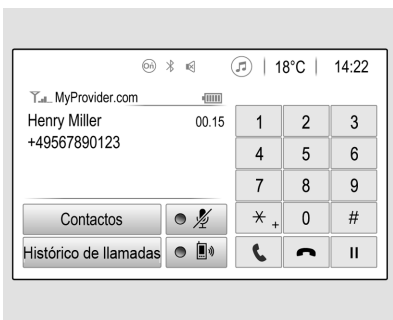 On 18°C 14:22
MyProvider.com
Henry Miller 00.15
+49567890123
1 2 3
4 5 6
7 8 9
Contactos * + 0 #
Histórico de llamadas